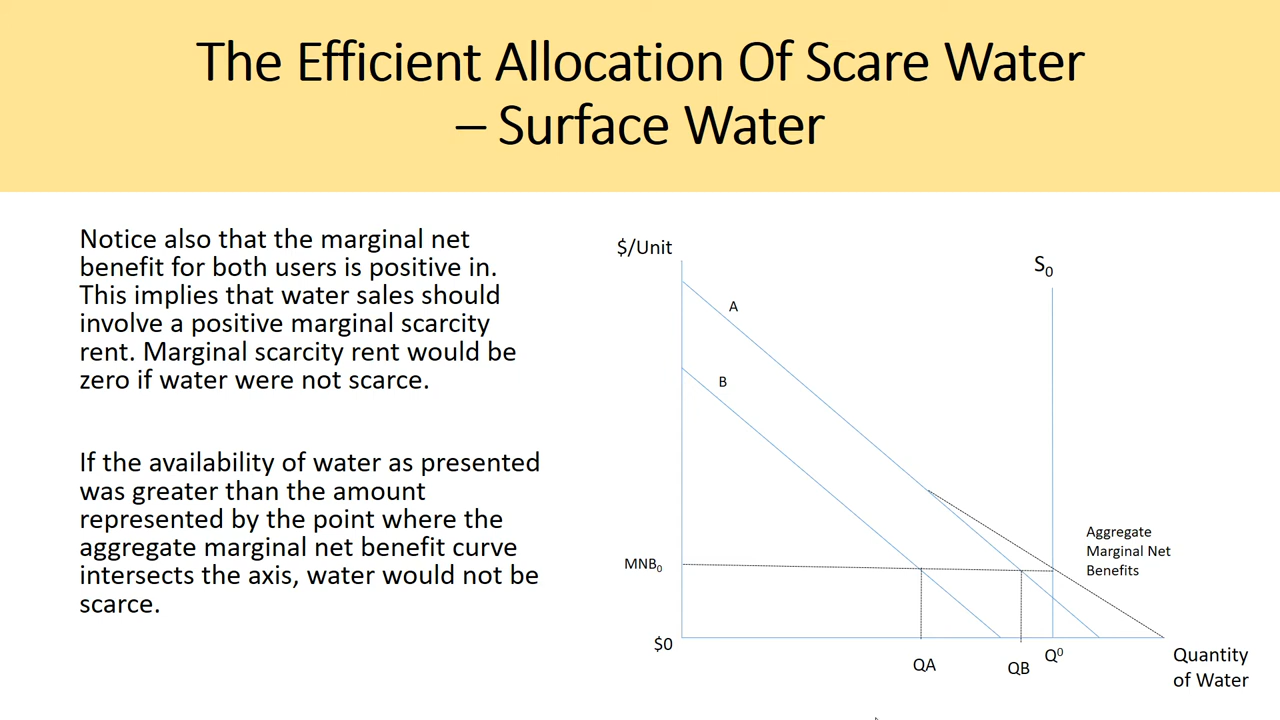 The Efficient Allocation Of Scare Water
– Surface Water
Notice also that the marginal net
benefit for both users is positive in.
This implies that water sales should
involve a positive marginal scarcity
rent. Marginal scarcity rent would be
zero if water were not scarce.
If the availability of water as presented
was greater than the amount
represented by the point where the
aggregate marginal net benefit curve
intersects the axis, water would not be
scarce.
$/Unit
S₀
A
B
Aggregate
Marginal Net
Benefits
MNB₀
$0
QA
QB
Q⁰
Quantity
of Water